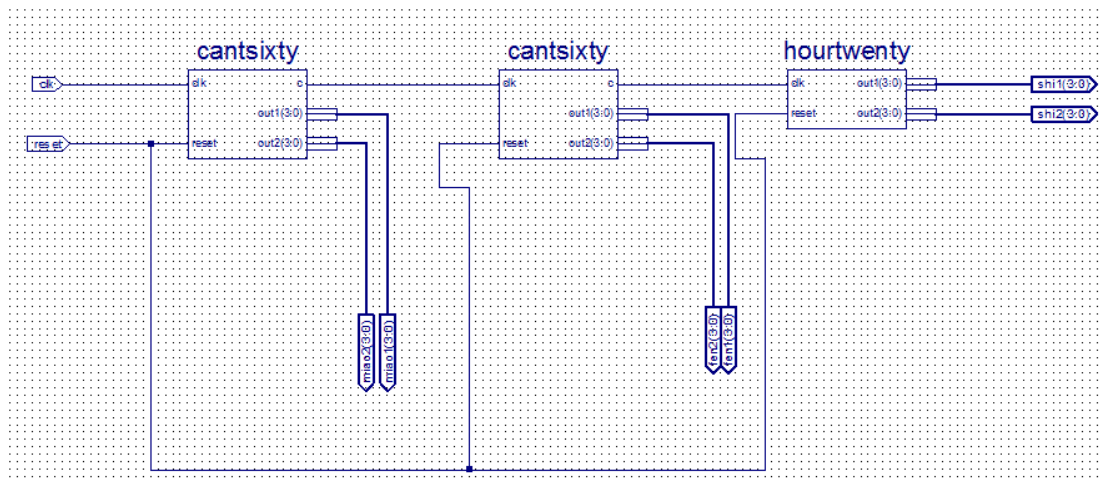 cantsixty
cantsixty
hourtwenty
clk
clk
c
clk
c
clk
out1(3:0)
shi1(3:0)
out1(3:0)
out1(3:0)
reset
out2(3:0)
shi2(3:0)
reset
reset
out2(3:0)
reset
out2(3:0)
miao2(3:0)
miao1(3:0)
fen2(3:0)
fen1(3:0)